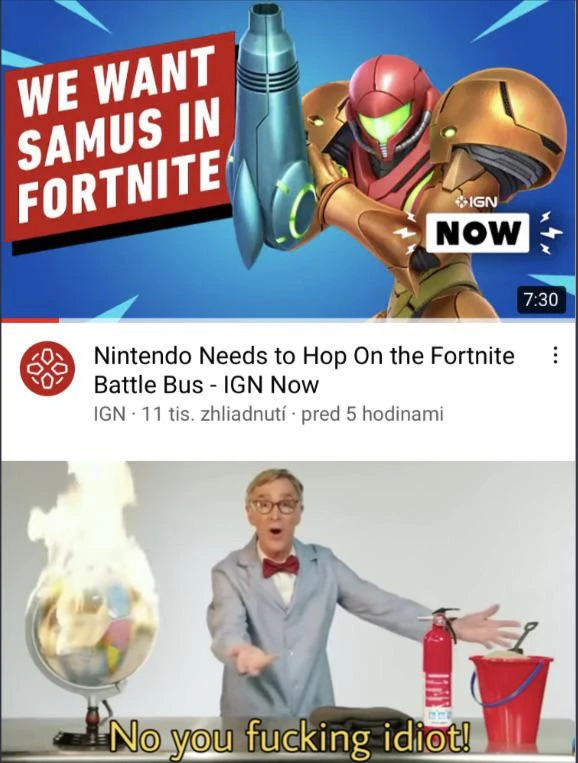 WE WANT
SAMUS IN
FORTNITE
IGN
NOW
7:30
Nintendo Needs to Hop On the Fortnite
Battle Bus - IGN Now
IGN · 11 tis. zhliadnutí · pred 5 hodinami
No you fucking idiot!